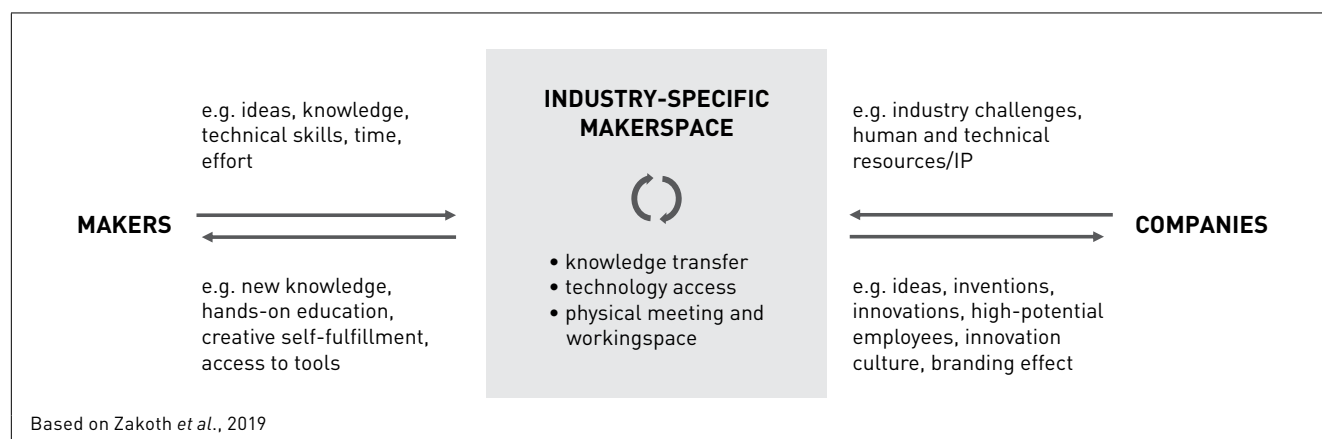 MAKERS
e.g. ideas, knowledge,
technical skills, time,
effort
e.g. new knowledge,
hands-on education,
creative self-fulfillment,
access to tools
INDUSTRY-SPECIFIC
MAKERSPACE
• knowledge transfer
• technology access
• physical meeting and
workingspace
e.g. industry challenges,
human and technical
resources/IP
e.g. ideas, inventions,
innovations, high-potential
employees, innovation
culture, branding effect
COMPANIES
Based on Zakoth et al., 2019